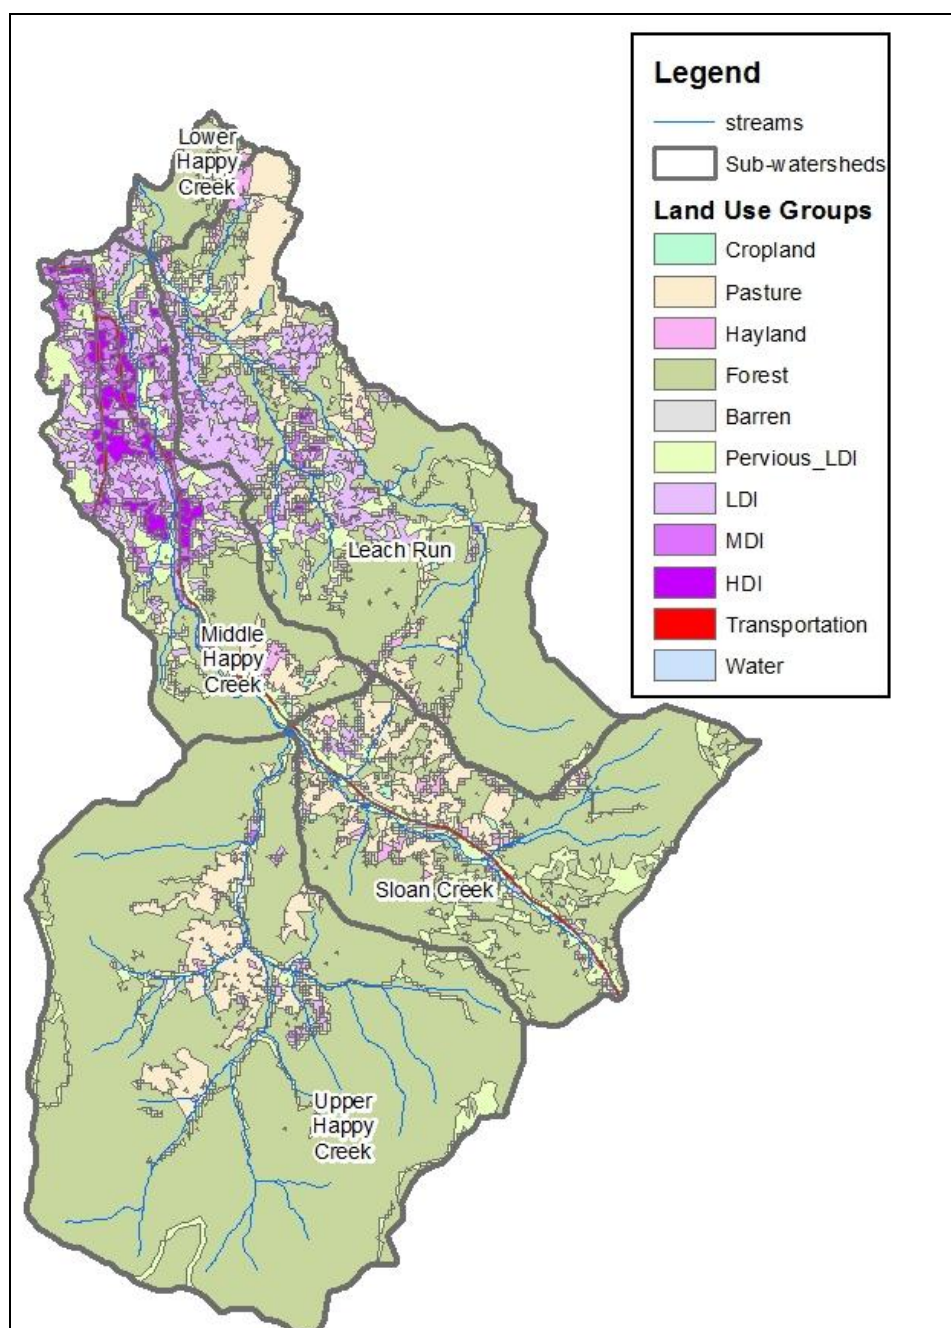 Legend
streams
Sub-watersheds
Land Use Groups
Cropland
Pasture
Hayland
Forest
Barren
Pervious_LDI
LDI
MDI
HDI
Transportation
Water
Lower
Happy
Creek
Leach Run
Middle
Happy
Creek
Sloan Creek
Upper
Happy
Creek